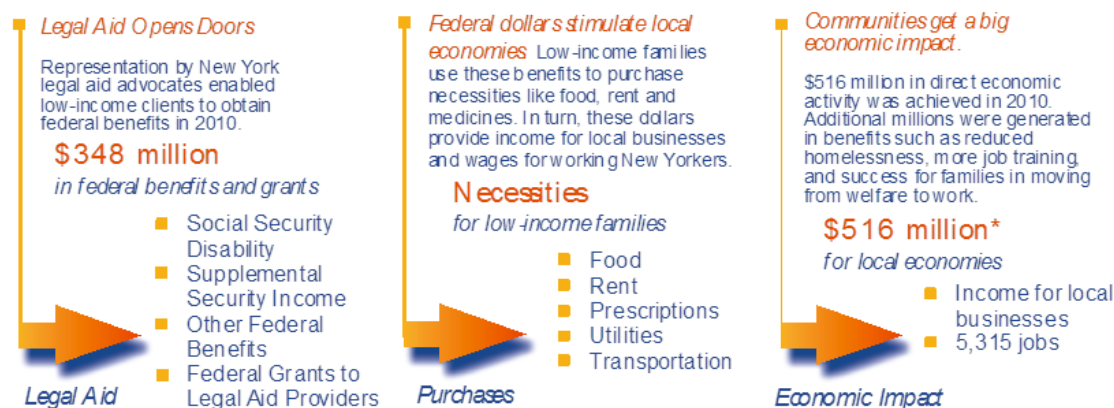 Legal Aid Opens Doors
Representation by New York
legal aid advocates enabled
low-income clients to obtain
federal benefits in 2010.
$348 million
in federal benefits and grants
Social Security
Disability
Supplemental
Security Income
Other Federal
Benefits
Federal Grants to
Legal Aid Providers
Legal Aid
Federal dollars stimulate local
economies. Low-income families
use these benefits to purchase
necessities like food, rent and
medicines. In turn, these dollars
provide income for local businesses
and wages for working New Yorkers.
Necessities
for low-income families
Food
Rent
Prescriptions
Utilities
Transportation
Purchases
Communities get a big
economic impact.
$516 million in direct economic
activity was achieved in 2010.
Additional millions were generated
in benefits such as reduced
homelessness, more job training,
and success for families in moving
from welfare to work.
$516 million*
for local economies
Income for local
businesses
5,315 jobs
Economic Impact